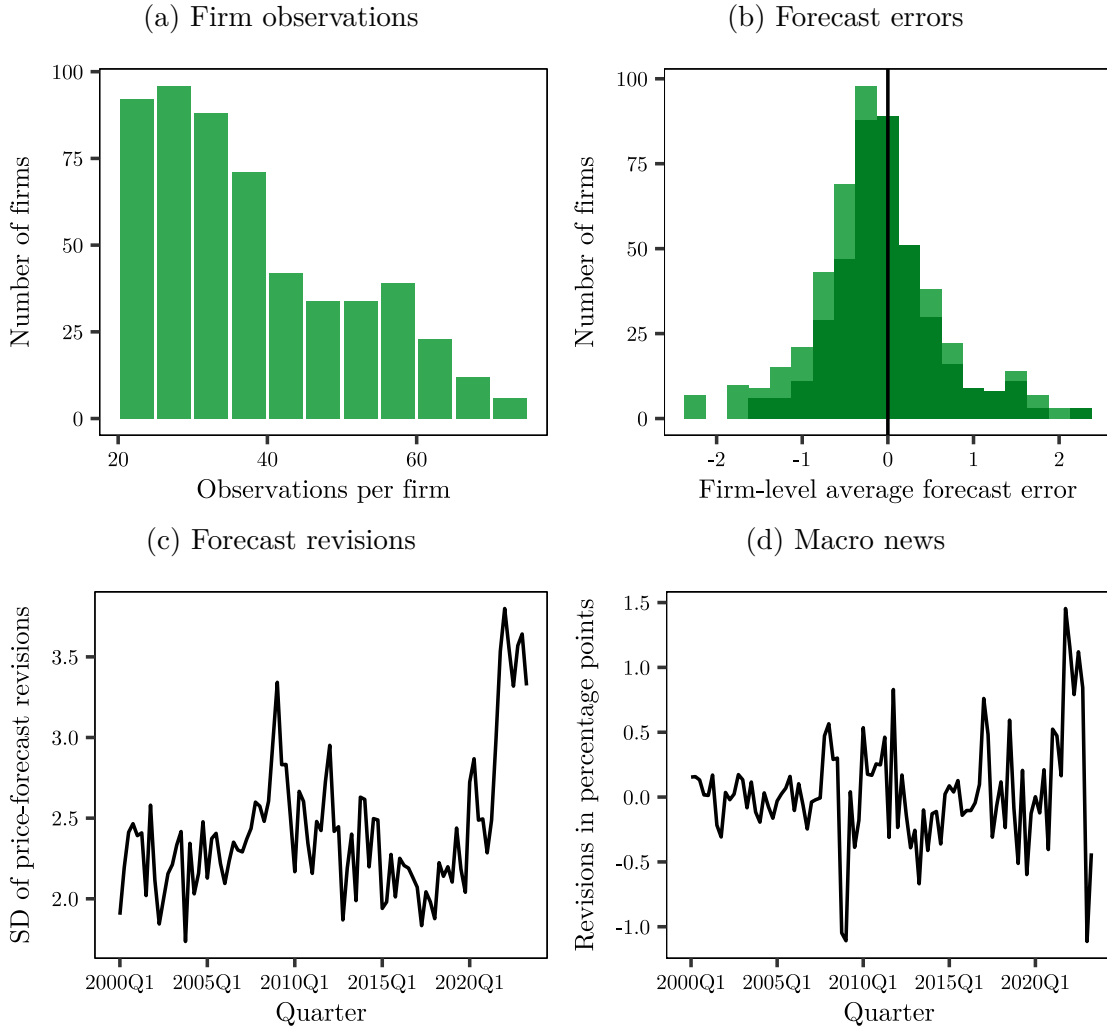 (a) Firm observations
100
75
50
25
0
20
40
60
Number of firms
Observations per firm
(b) Forecast errors
100
75
50
25
0
-2
-1
0
1
2
Number of firms
Firm-level average forecast error
(c) Forecast revisions
3.5
3.0
2.5
2.0
2000Q1
2005Q1
2010Q1
2015Q1
2020Q1
SD of price-forecast revisions
Quarter
(d) Macro news
1.5
1.0
0.5
0.0
-0.5
-1.0
2000Q1
2005Q1
2010Q1
2015Q1
2020Q1
Revisions in percentage points
Quarter